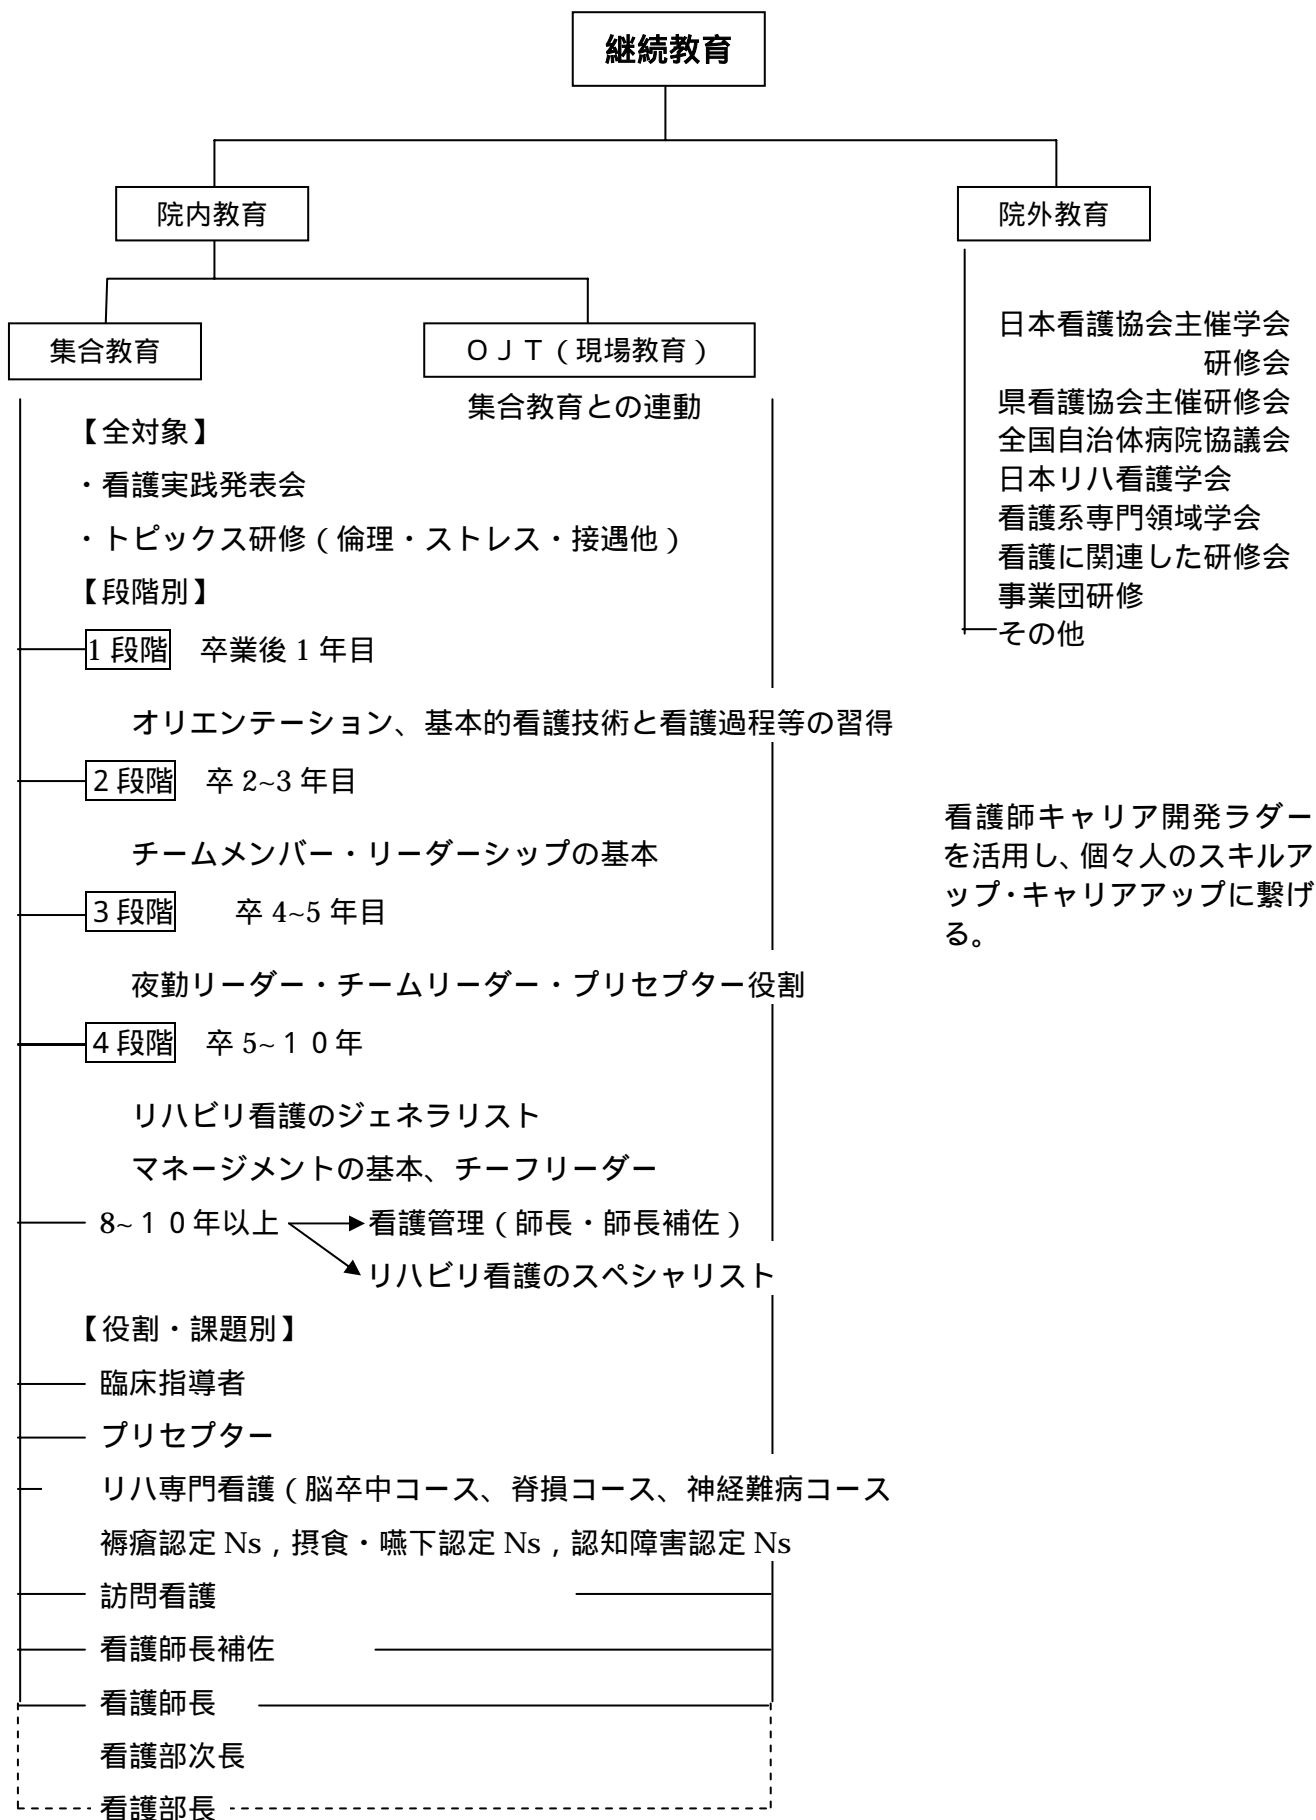 継続教育
院内教育
院外教育
集合教育
OJT(現場教育)
集合教育との連動
【全対象】
・看護実践発表会
・トピックス研修(倫理・ストレス・接遇他)
【段階別】
1段階 卒業後1年目
オリエンテーション、基本的看護技術と看護過程等の習得
2段階 卒2~3年目
チームメンバー・リーダーシップの基本
3段階 卒4~5年目
夜勤リーダー・チームリーダー・プリセプター役割
4段階 卒5~10年
リハビリ看護のジェネラリスト
マネージメントの基本、チーフリーダー
8~10年以上 看護管理(師長・師長補佐)
リハビリ看護のスペシャリスト
【役割・課題別】
臨床指導者
プリセプター
リハ専門看護(脳卒中コース、脊損コース、神経難病コース
褥瘡認定Ns,摂食・嚥下認定Ns,認知障害認定Ns
訪問看護
看護師長補佐
看護師長
看護部次長
看護部長
日本看護協会主催学会
研修会
県看護協会主催研修会
全国自治体病院協議会
日本リハ看護学会
看護系専門領域学会
看護に関連した研修会
事業団研修
その他
看護師キャリア開発ラダー
を活用し、個々人のスキルア
ップ・キャリアアップに繋げ
る。